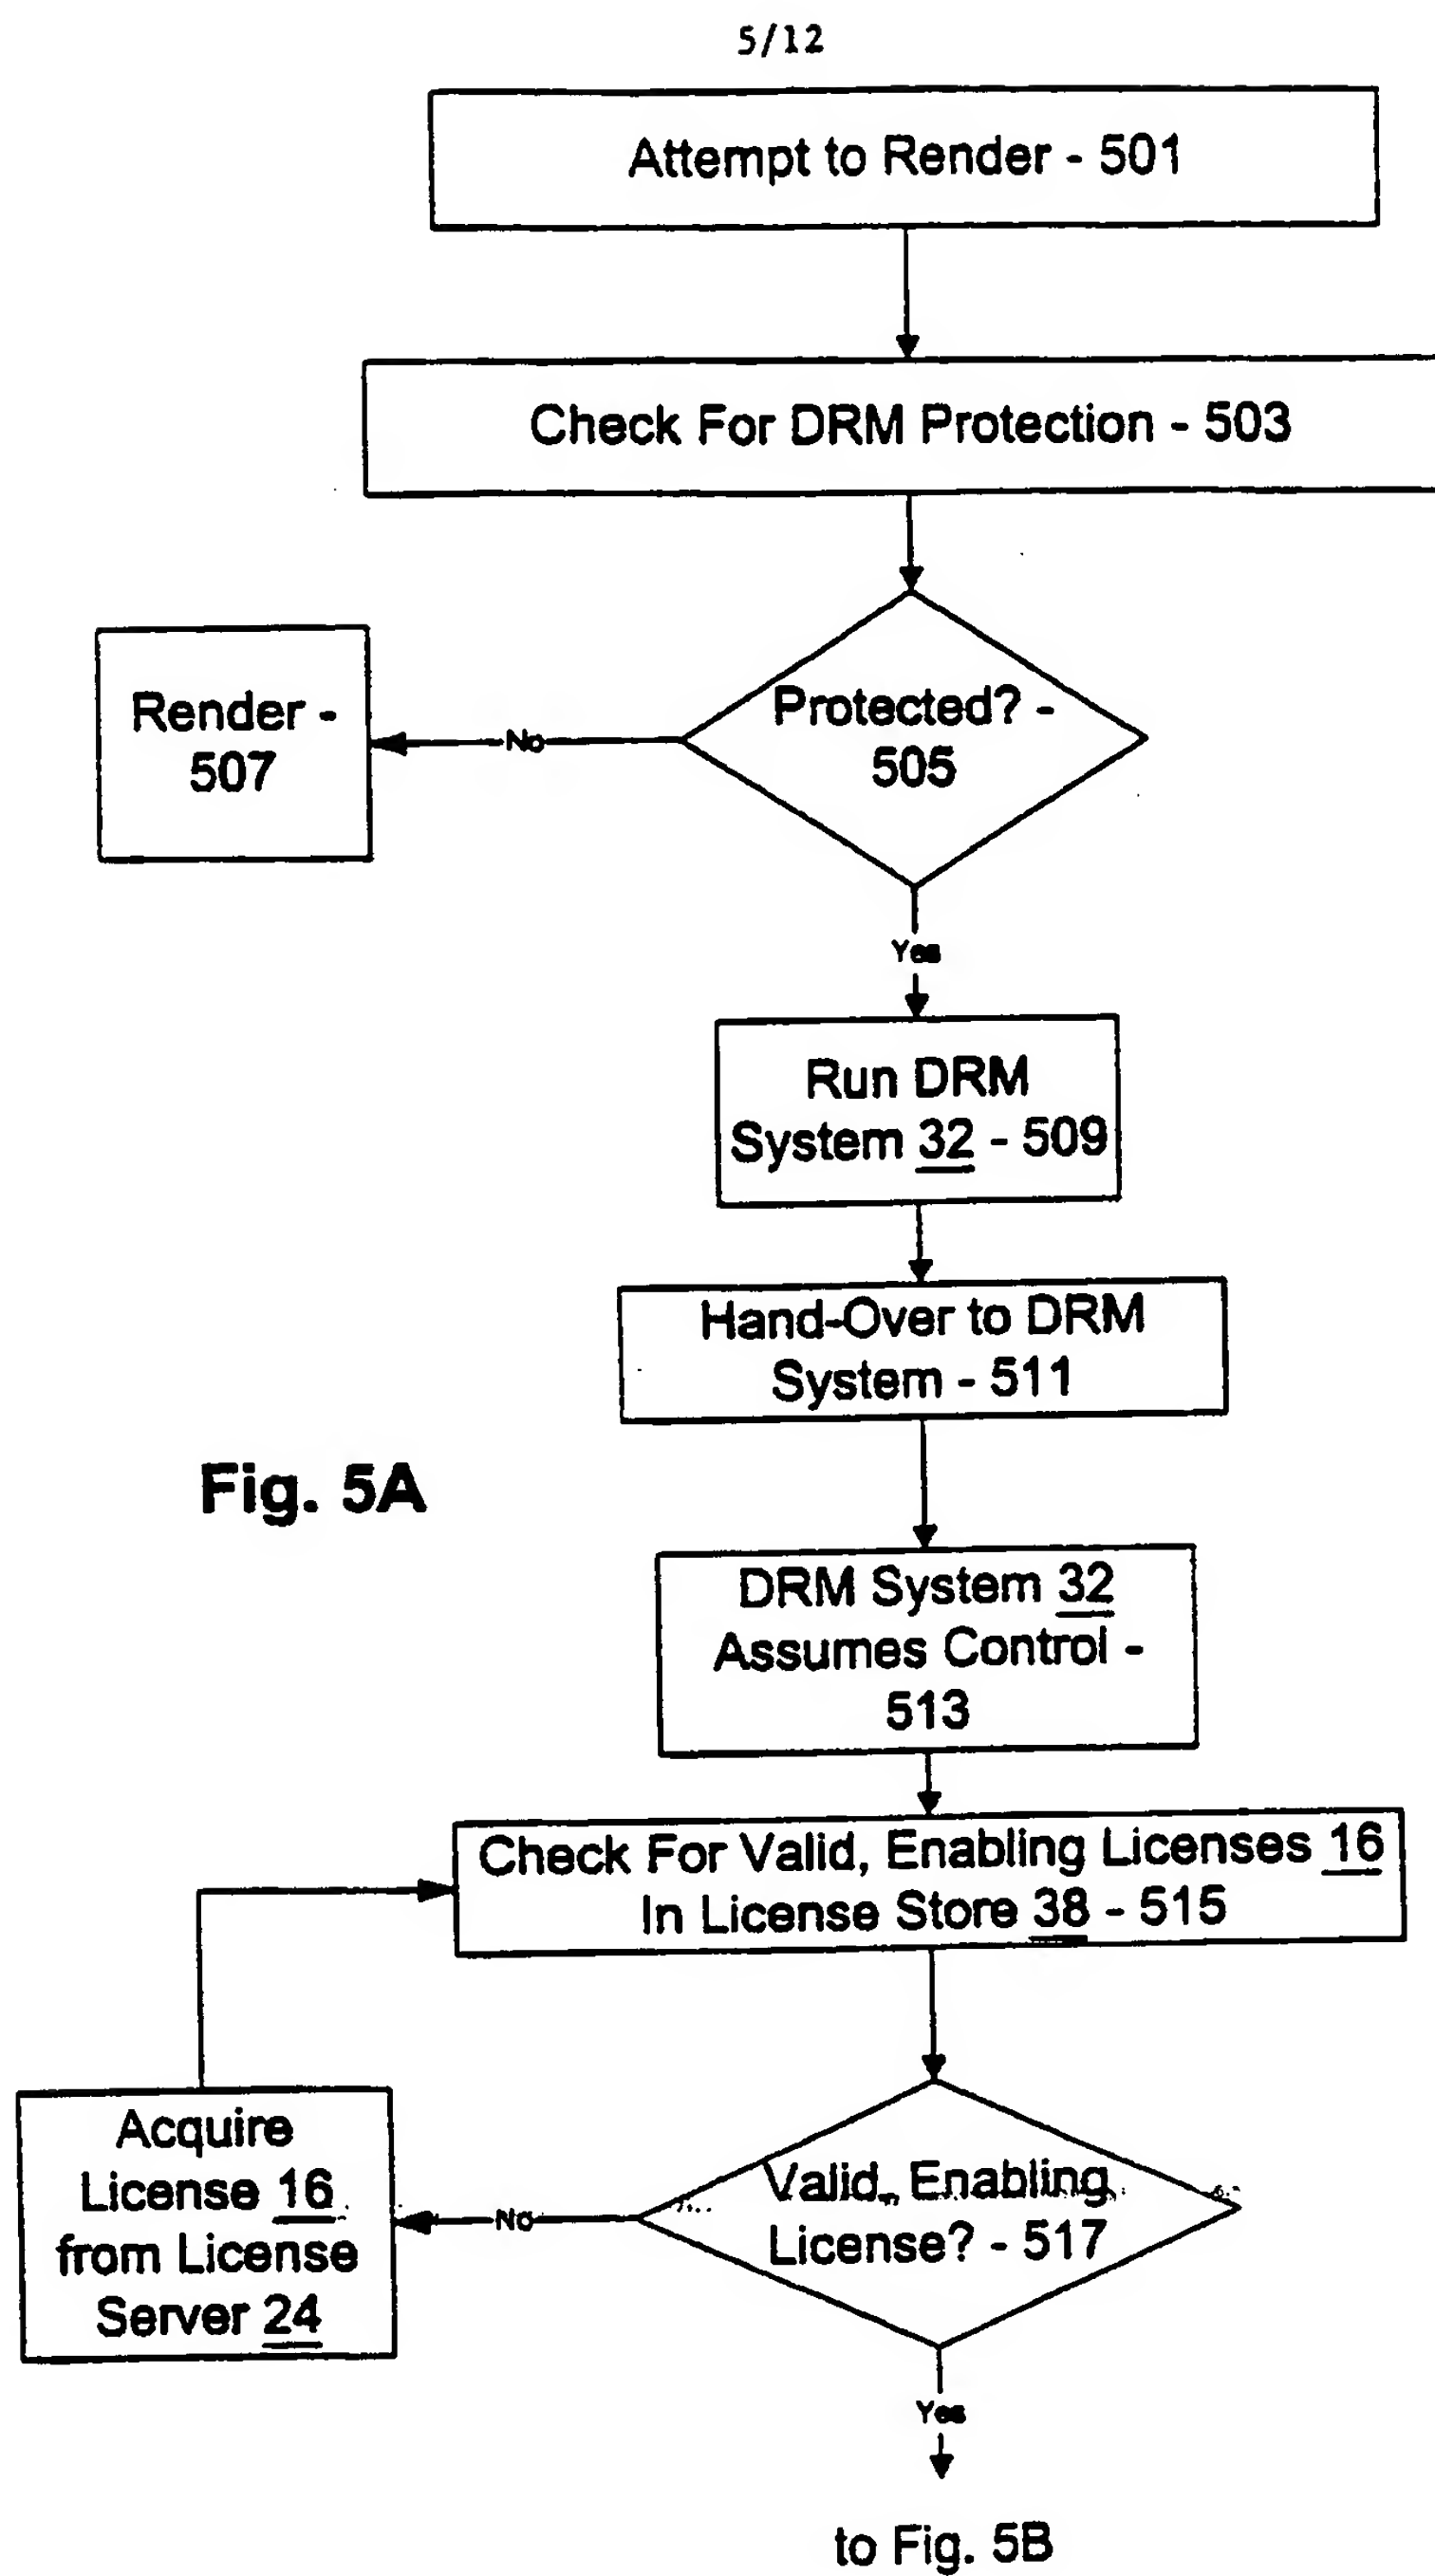 5/12
Attempt to Render - 501
Check For DRM Protection - 503
Protected? -
505
No
Render -
507
Yes
Run DRM
System 32 - 509
Hand-Over to DRM
System - 511
Fig. 5A
DRM System 32
Assumes Control -
513
Check For Valid, Enabling Licenses 16
In License Store 38 - 515
Valid, Enabling
License? - 517
No
Acquire
License 16
from License
Server 24
Yes
to Fig. 5B